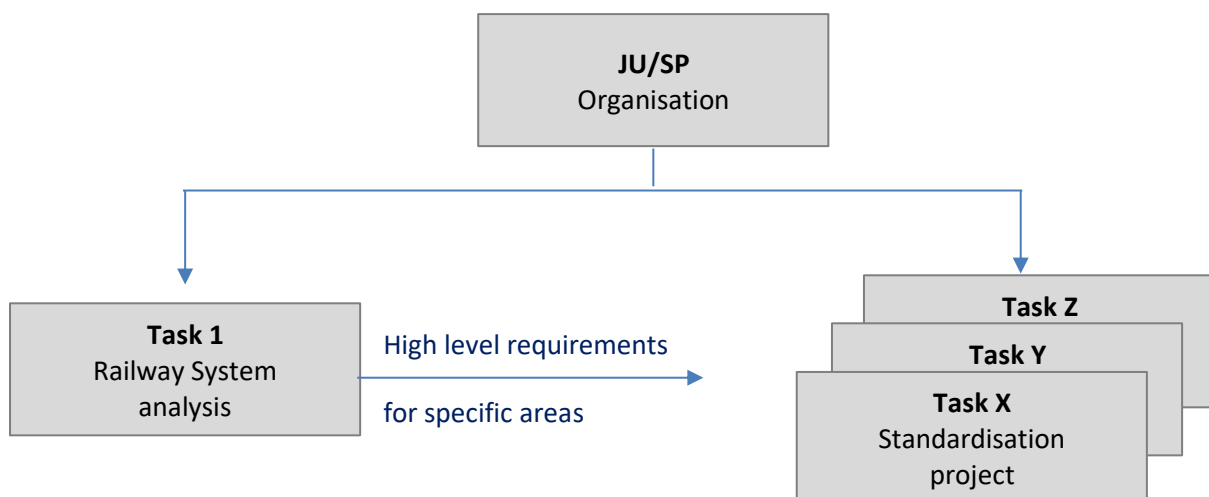 JU/SP
Organisation
Task 1
Railway System
analysis
High level requirements
for specific areas
Task Z
Task Y
Task X
Standardisation
project